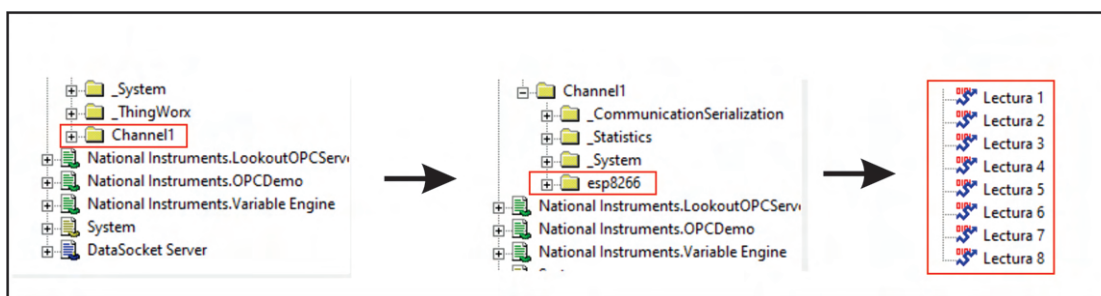 _System
_ThingWorx
Channel1
National Instruments.LookoutOPCServ
National Instruments.OPCDemo
National Instruments.Variable Engine
System
DataSocket Server
Channel1
_CommunicationSerialization
_Statistics
_System
esp8266
National Instruments.LookoutOPCServ
National Instruments.OPCDemo
National Instruments.Variable Engine
Lectura 1
Lectura 2
Lectura 3
Lectura 4
Lectura 5
Lectura 6
Lectura 7
Lectura 8